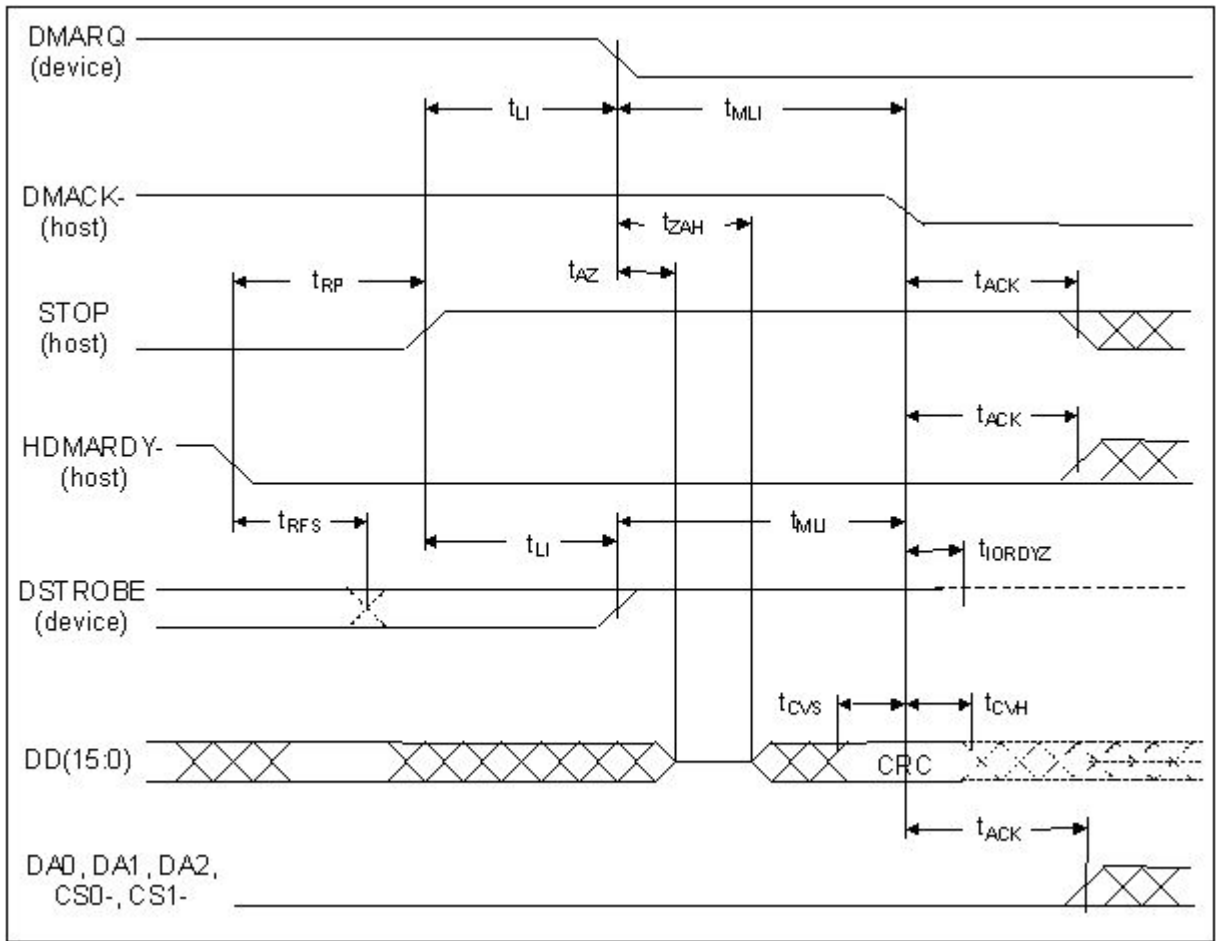 DMARQ
(device)
tLI
tMLI
DMACK-
(host)
tZAH
tAZ
tRP
tACK
STOP
(host)
tACK
HDMARDY-
(host)
tRFS
tLI
tMLI
tIORDYZ
DSTROBE
(device)
tCVS
tCVH
DD(15:0)
CRC
tACK
DA0, DA1, DA2,
CS0-, CS1-